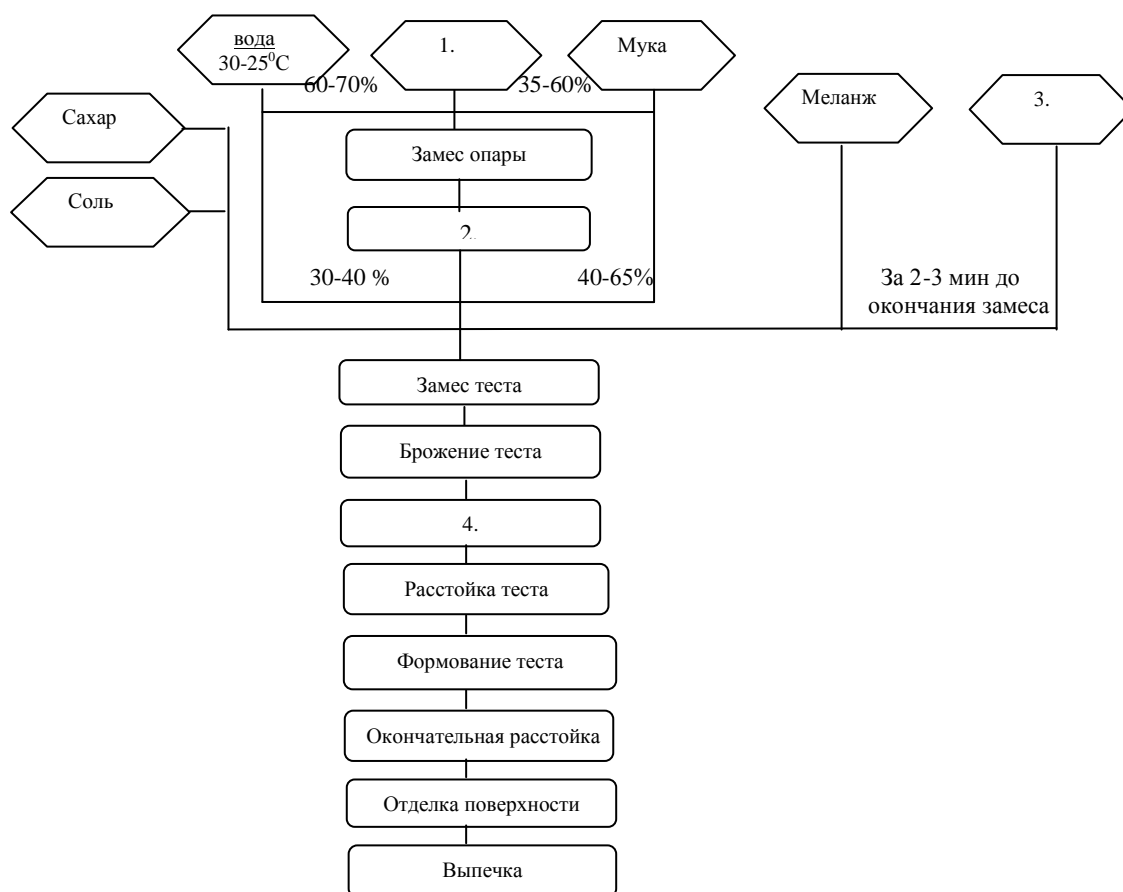 вода
30-25⁰С
1.
Мука
60-70%
35-60%
Меланж
3.
Сахар
Замес опары
Соль
2.
30-40 %
40-65%
За 2-3 мин до
окончания замеса
Замес теста
Брожение теста
4.
Расстойка теста
Формование теста
Окончательная расстойка
Отделка поверхности
Выпечка